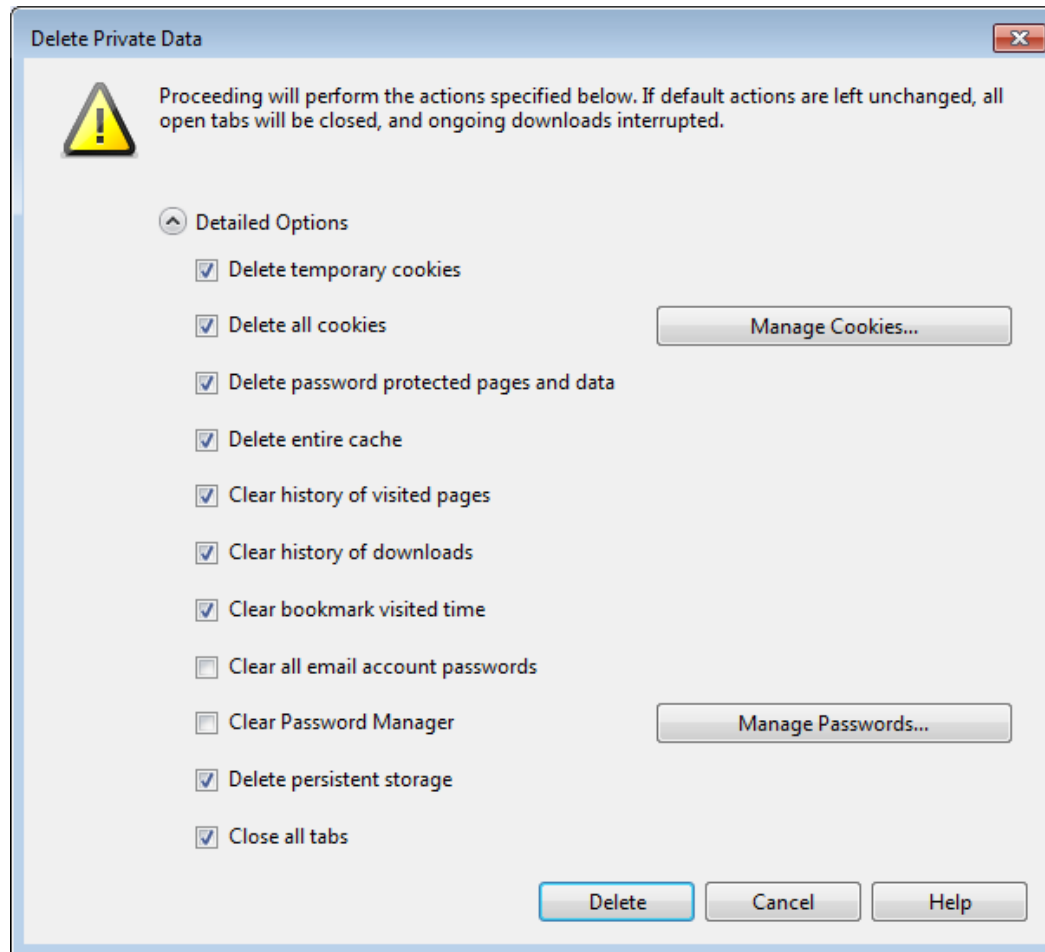 Delete Private Data
Proceeding will perform the actions specified below. If default actions are left unchanged, all
open tabs will be closed, and ongoing downloads interrupted.
Detailed Options
Delete temporary cookies
Delete all cookies
Manage Cookies...
Delete password protected pages and data
Delete entire cache
Clear history of visited pages
Clear history of downloads
Clear bookmark visited time
Clear all email account passwords
Clear Password Manager
Manage Passwords...
Delete persistent storage
Close all tabs
Delete
Cancel
Help